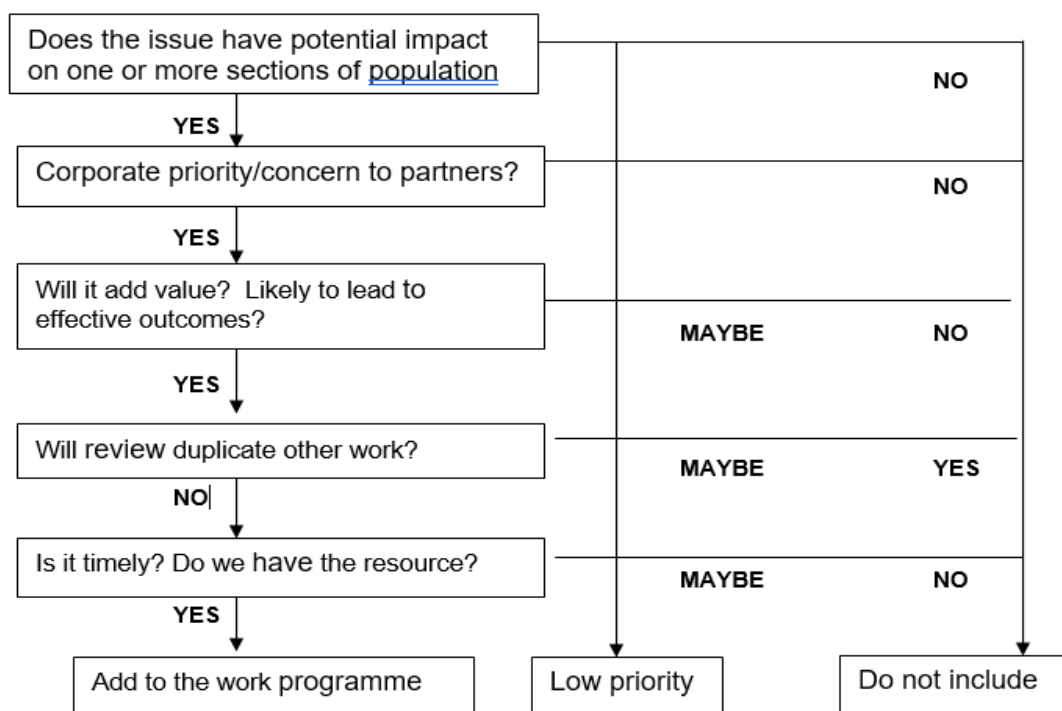 Does the issue have potential impact
on one or more sections of population
NO
YES
Corporate priority/concern to partners?
NO
YES
Will it add value? Likely to lead to
effective outcomes?
MAYBE
NO
YES
Will review duplicate other work?
MAYBE
YES
NO
Is it timely? Do we have the resource?
MAYBE
NO
YES
Add to the work programme
Low priority
Do not include